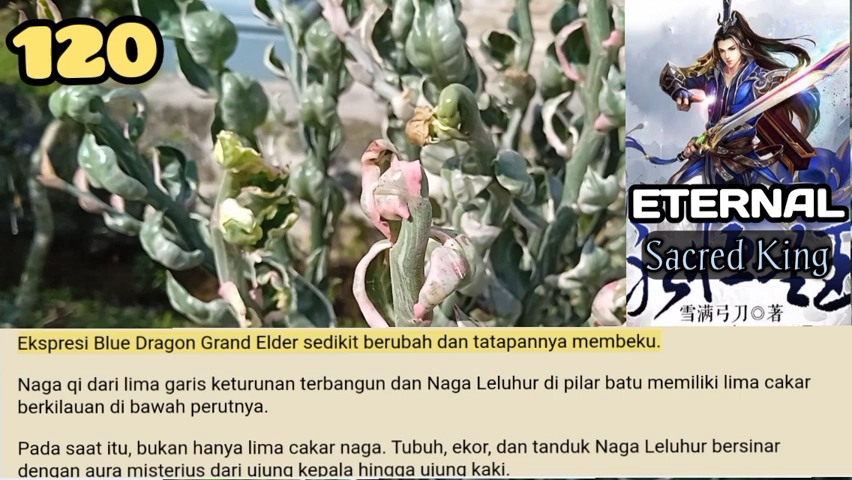 120
ETERNAL
Sacred King
雪满弓刀◎著
Ekspresi Blue Dragon Grand Elder sedikit berubah dan tatapannya membeku.
Naga qi dari lima garis keturunan terbangun dan Naga Leluhur di pilar batu memiliki lima cakar
berkilauan di bawah perutnya.
Pada saat itu, bukan hanya lima cakar naga. Tubuh, ekor, dan tanduk Naga Leluhur bersinar
dengan aura misterius dari ujung kepala hingga ujung kaki.